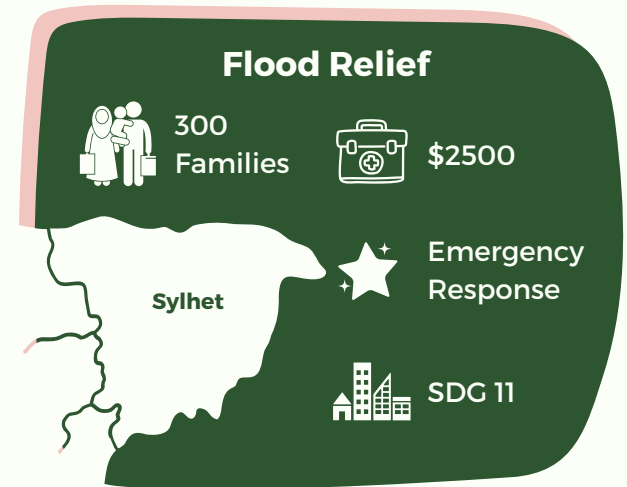 Flood Relief
300
Families
$2500
Emergency
Response
Sylhet
SDG 11